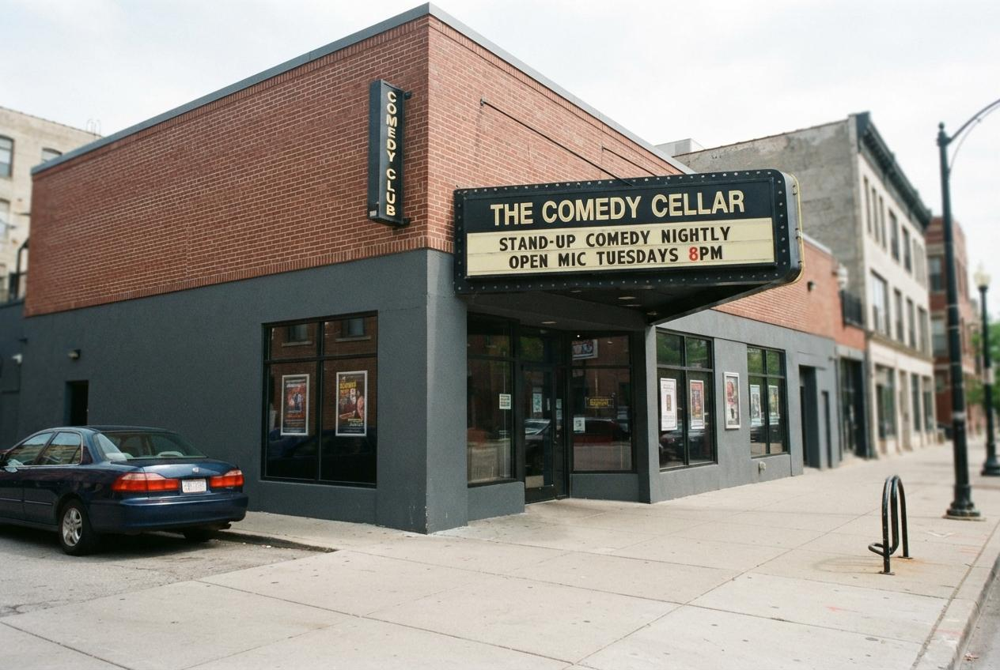 COMEDY CLUB
THE COMEDY CELLAR
STAND-UP COMEDY NIGHTLY
OPEN MIC TUESDAYS 8PM